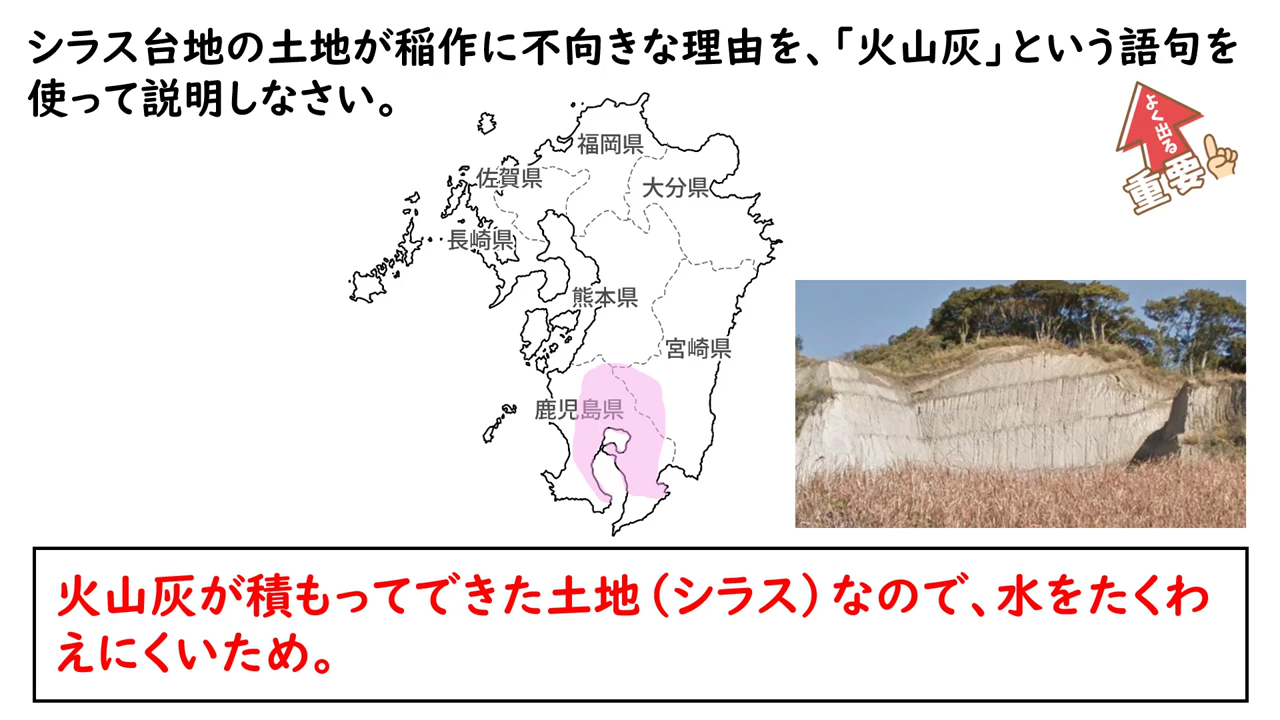 シラス台地の土地が稲作に不向きな理由を、「火山灰」という語句を
使って説明しなさい。
よく出る
重要
福岡県
佐賀県
大分県
長崎県
熊本県
宮崎県
鹿児島県
火山灰が積もってできた土地（シラス）なので、水をたくわ
えにくいため。